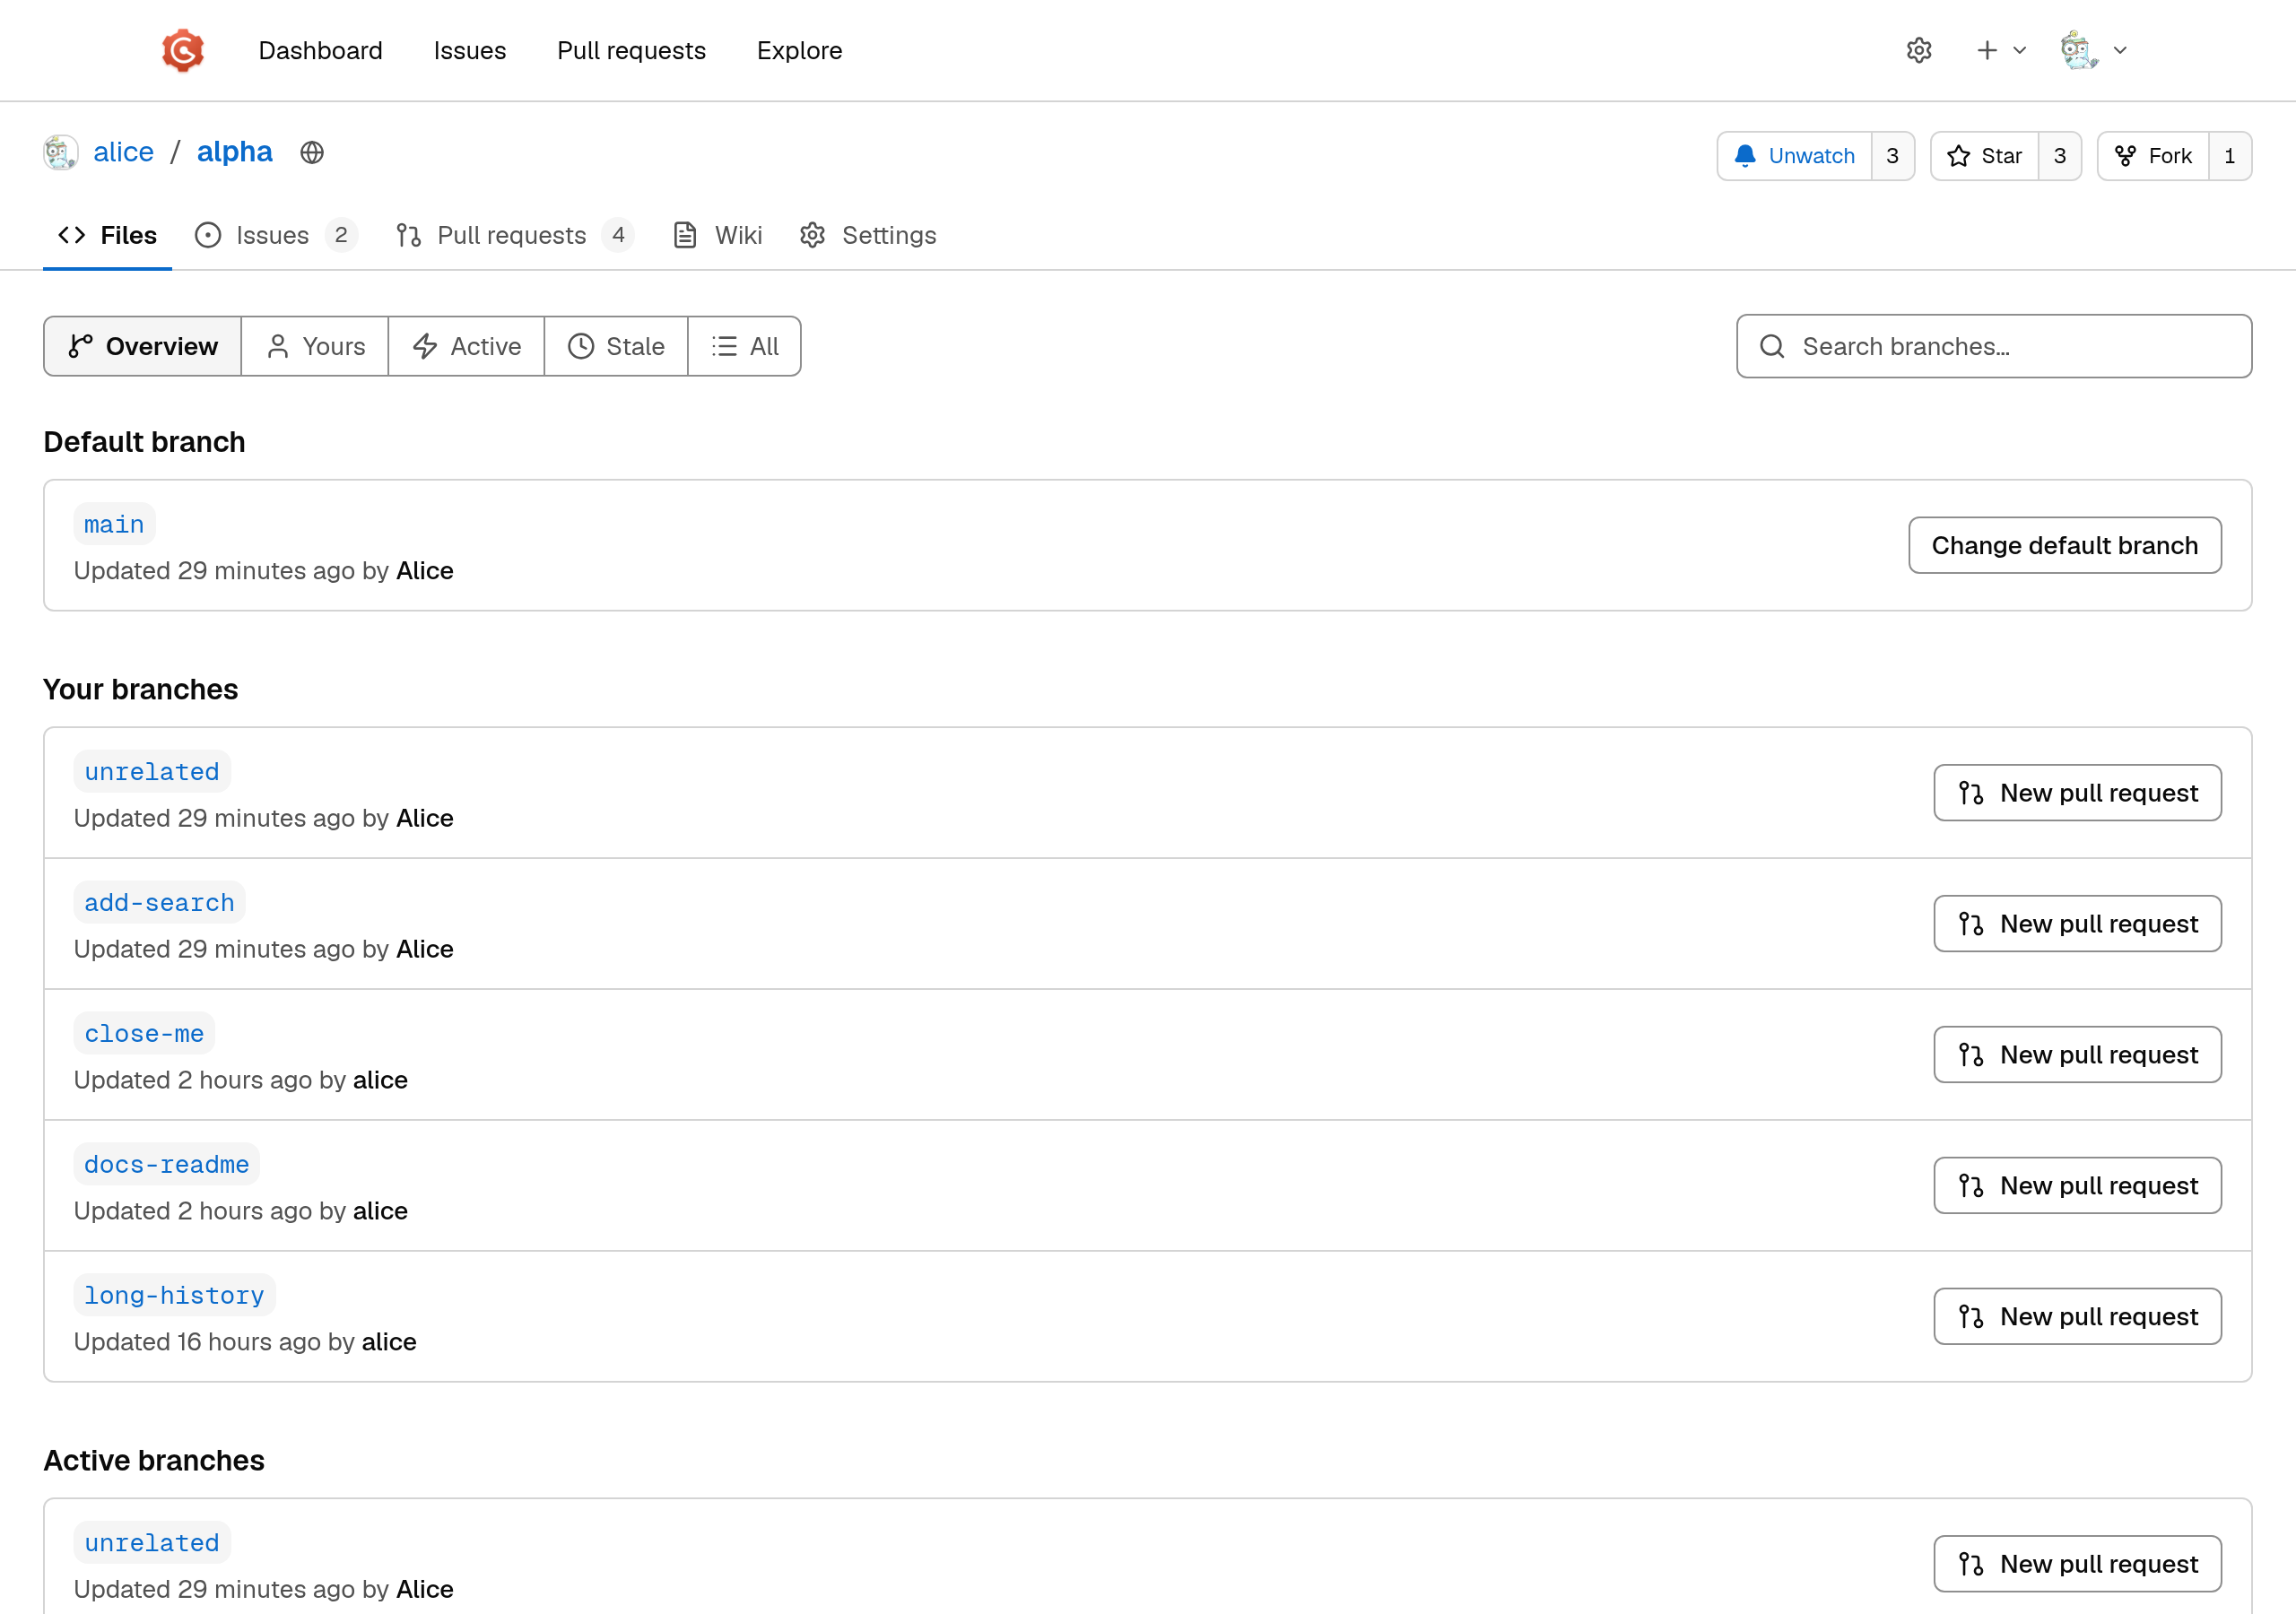 Dashboard Issues Pull requests Explore
alice / alpha
Unwatch 3 Star 3 Fork 1
Files Issues 2 Pull requests 4 Wiki Settings
Overview Yours Active Stale All
Search branches...
Default branch
main
Updated 29 minutes ago by Alice
Change default branch
Your branches
unrelated
Updated 29 minutes ago by Alice
New pull request
add-search
Updated 29 minutes ago by Alice
New pull request
close-me
Updated 2 hours ago by alice
New pull request
docs-readme
Updated 2 hours ago by alice
New pull request
long-history
Updated 16 hours ago by alice
New pull request
Active branches
unrelated
Updated 29 minutes ago by Alice
New pull request